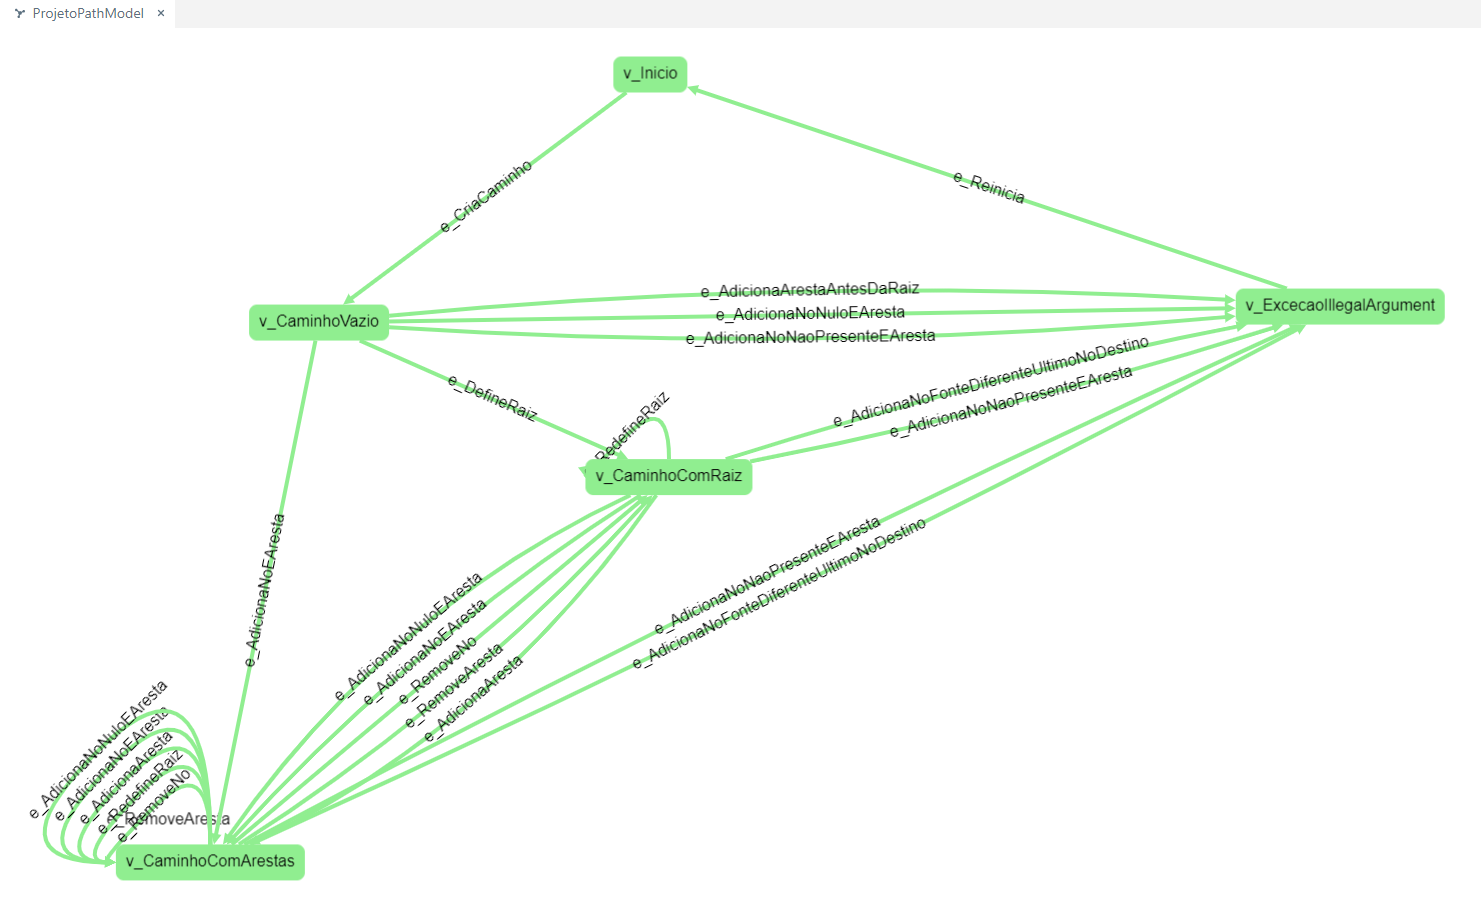 ProjetoPathModel ×
v_Inicio
e_CriaCaminho
e_Reinicia
v_CaminhoVazio
e_AdicionaArestaAntesDaRaiz
e_AdicionaNoNuloEAresta
e_AdicionaNoNaoPresenteEAresta
v_ExcecaoIllegalArgument
e_DefineRaiz
RedefineRaiz
e_AdicionaNoFonteDiferenteUltimoNoDestino
e_AdicionaNoNaoPresenteEAresta
v_CaminhoComRaiz
e_AdicionaNoEAresta
e_AdicionaNoNuloEAresta
e_AdicionaNoEAresta
e_RemoveNo
e_RemoveAresta
e_AdicionaAresta
e_AdicionaNoNaoPresenteEAresta
e_AdicionaNoFonteDiferenteUltimoNoDestino
e_AdicionaNoNuloEAresta
e_AdicionaNoEAresta
e_AdicionaAresta
e_RedefineRaiz
e_RemoveNo
e_RemoveAresta
v_CaminhoComArestas